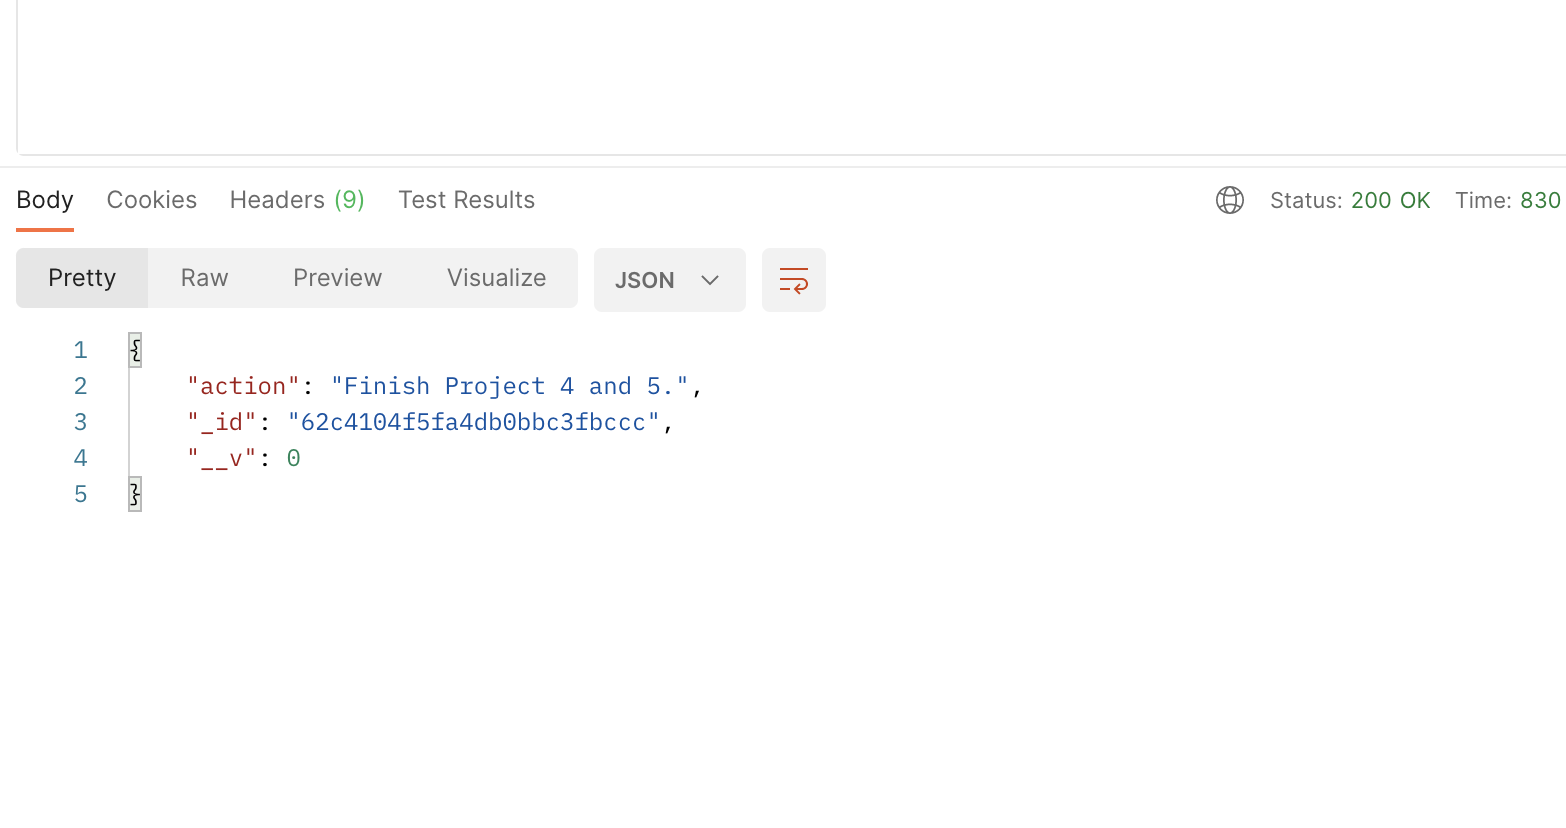 Body Cookies Headers (9) Test Results Status: 200 OK Time: 830
Pretty Raw Preview Visualize JSON
1 {
2 "action": "Finish Project 4 and 5.",
3 "_id": "62c4104f5fa4db0bbc3fbccc",
4 "__v": 0
5 }